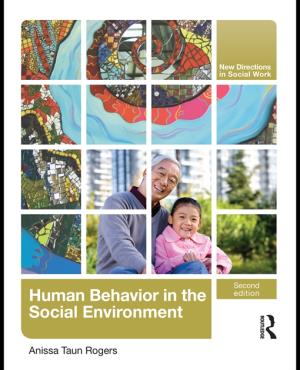 New Directions
in Social Work
Second
edition
Human Behavior in the
Social Environment
ROUTLEDGE
Anissa Taun Rogers